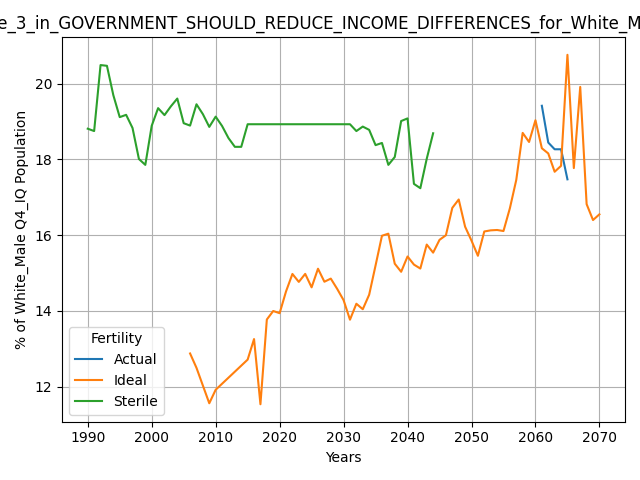 e_3_in_GOVERNMENT_SHOULD_REDUCE_INCOME_DIFFERENCES_for_White_M
% of White_Male Q4_IQ Population
20
18
16
14
12
Fertility
Actual
Ideal
Sterile
1990 2000 2010 2020 2030 2040 2050 2060 2070
Years